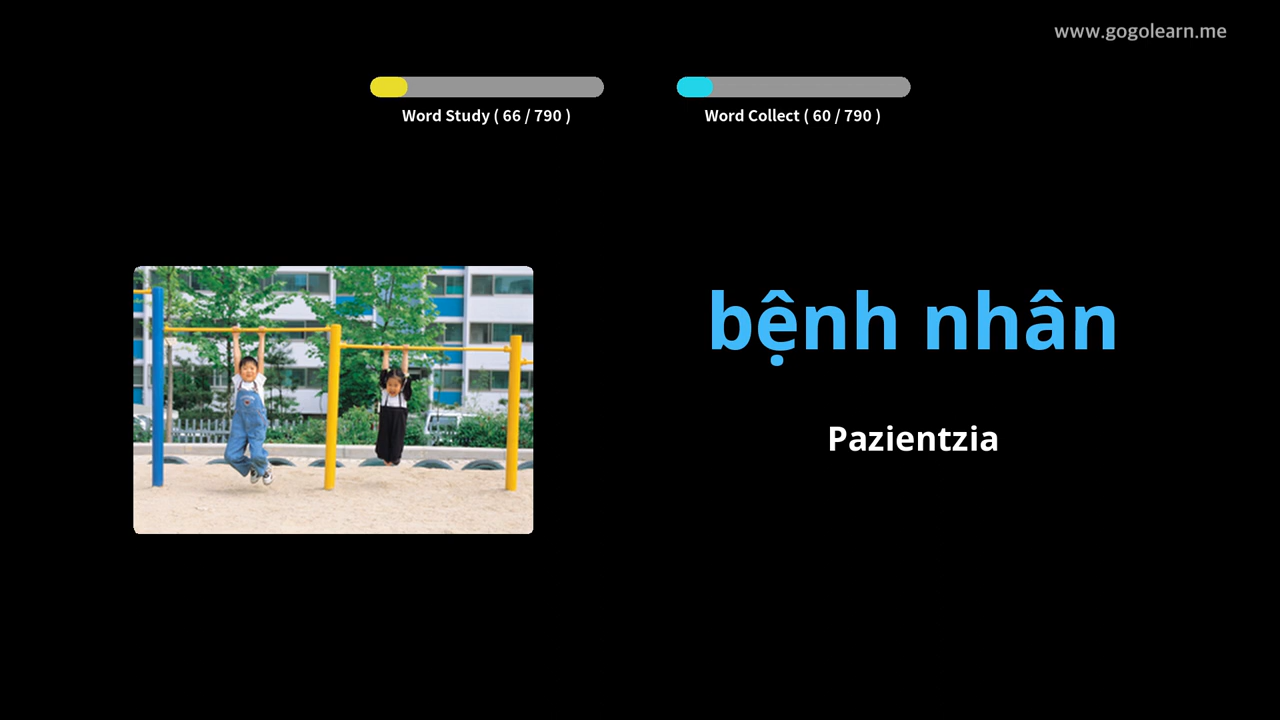 www.gogolearn.me
Word Study ( 66 / 790 )
Word Collect ( 60 / 790 )
bệnh nhân
Pazientzia